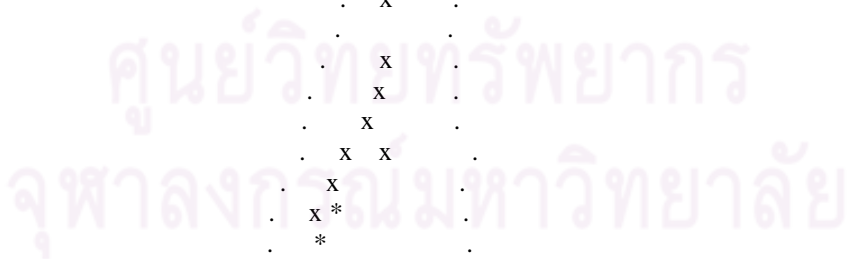 . x .
. .
. x .
. x .
. x .
. x x .
. x .
. x * .
. * .
ศูนย์วิทยทรัพยากร
จุฬาลงกรณ์มหาวิทยาลัย